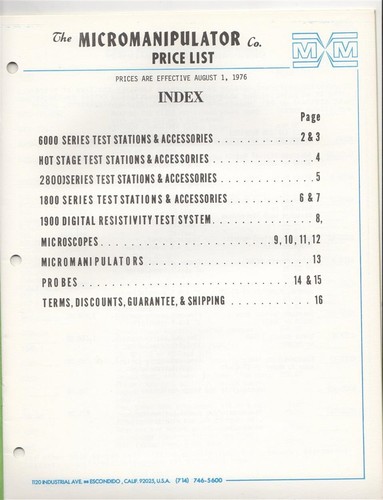 The MICROMANIPULATOR Co.
PRICE LIST
MXM
PRICES ARE EFFECTIVE AUGUST 1, 1976
INDEX
Page
6000 SERIES TEST STATIONS & ACCESSORIES . . . . . . . . . . . 2 & 3
HOT STAGE TEST STATIONS & ACCESSORIES . . . . . . . . . . . . . 4
2800)SERIES TEST STATIONS & ACCESSORIES . . . . . . . . . . . . 5
1800 SERIES TEST STATIONS & ACCESSORIES . . . . . . . . . 6 & 7
1900 DIGITAL RESISTIVITY TEST SYSTEM. . . . . . . . . . . . . 8,
MICROSCOPES. . . . . . . . . . . . . . . . . . . . . . 9, 10, 11, 12
MICROMANIPULATORS . . . . . . . . . . . . . . . . . . . . . 13
PROBES . . . . . . . . . . . . . . . . . . . . . . . . . . 14 & 15
TERMS, DISCOUNTS, GUARANTEE, & SHIPPING . . . . . . . . . . 16
1120 INDUSTRIAL AVE. ESCONDIDO, CALIF. 92025, U.S.A. (714) 746-5600